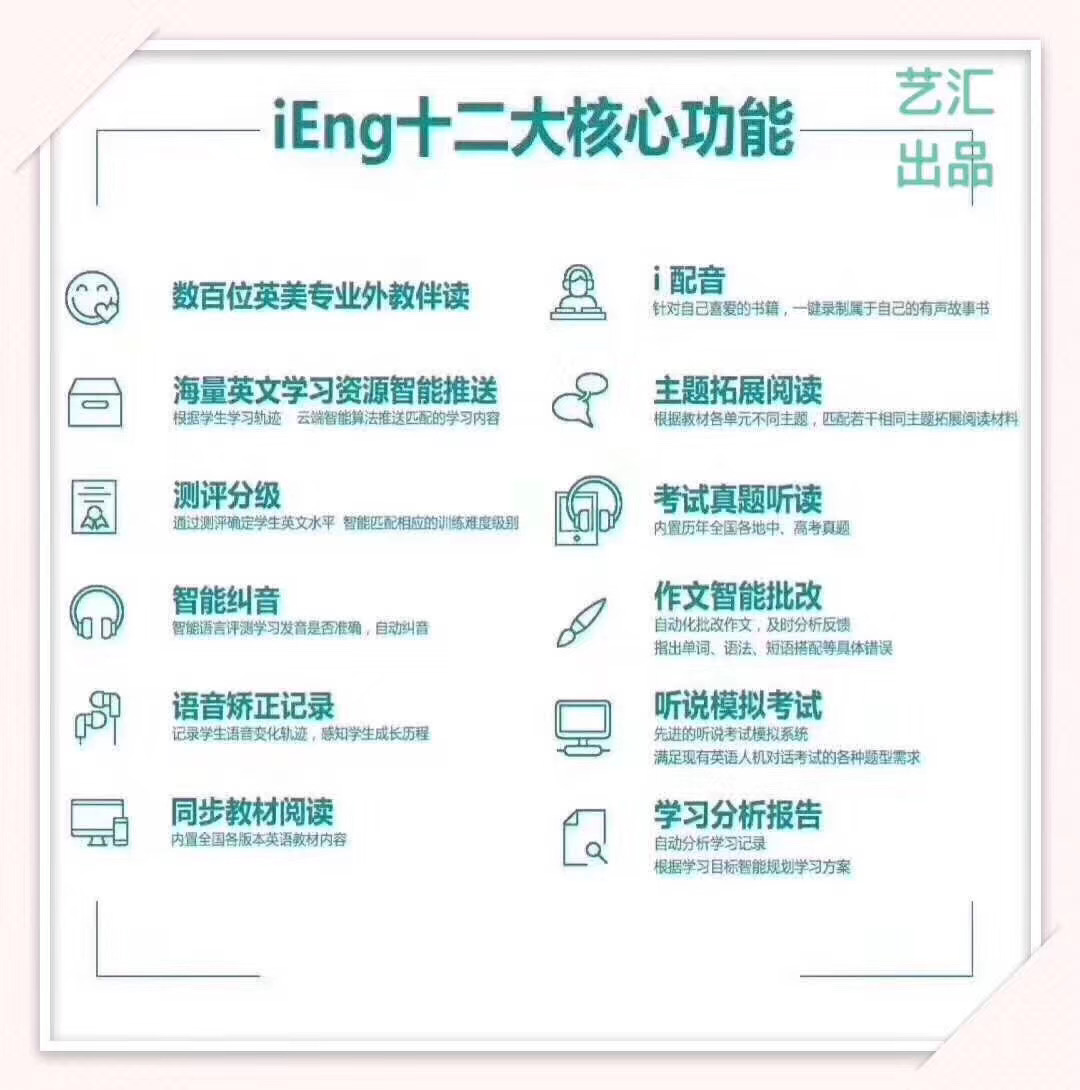 艺汇
出品
iEng十二大核心功能
数百位英美专业外教伴读
海量英文学习资源智能推送
根据学生学习轨迹 云端智能算法推送匹配的学习内容
测评分级
通过测评确定学生英文水平 智能匹配相应的训练难度级别
智能纠音
智能语言评测学习发音是否准确，自动纠音
语音矫正记录
记录学生语音变化轨迹，感知学生成长历程
同步教材阅读
内置全国各版本英语教材内容
i 配音
针对自己喜爱的书籍，一键录制属于自己的有声故事书
主题拓展阅读
根据教材各单元不同主题，匹配若干相同主题拓展阅读材料
考试真题听读
内置历年全国各地中、高考真题
作文智能批改
自动化批改作文，及时分析反馈
指出单词、语法、短语搭配等具体错误
听说模拟考试
先进的听说考试模拟系统
满足现有英语人机对话考试的各种题型需求
学习分析报告
自动分析学习记录
根据学习目标智能规划学习方案